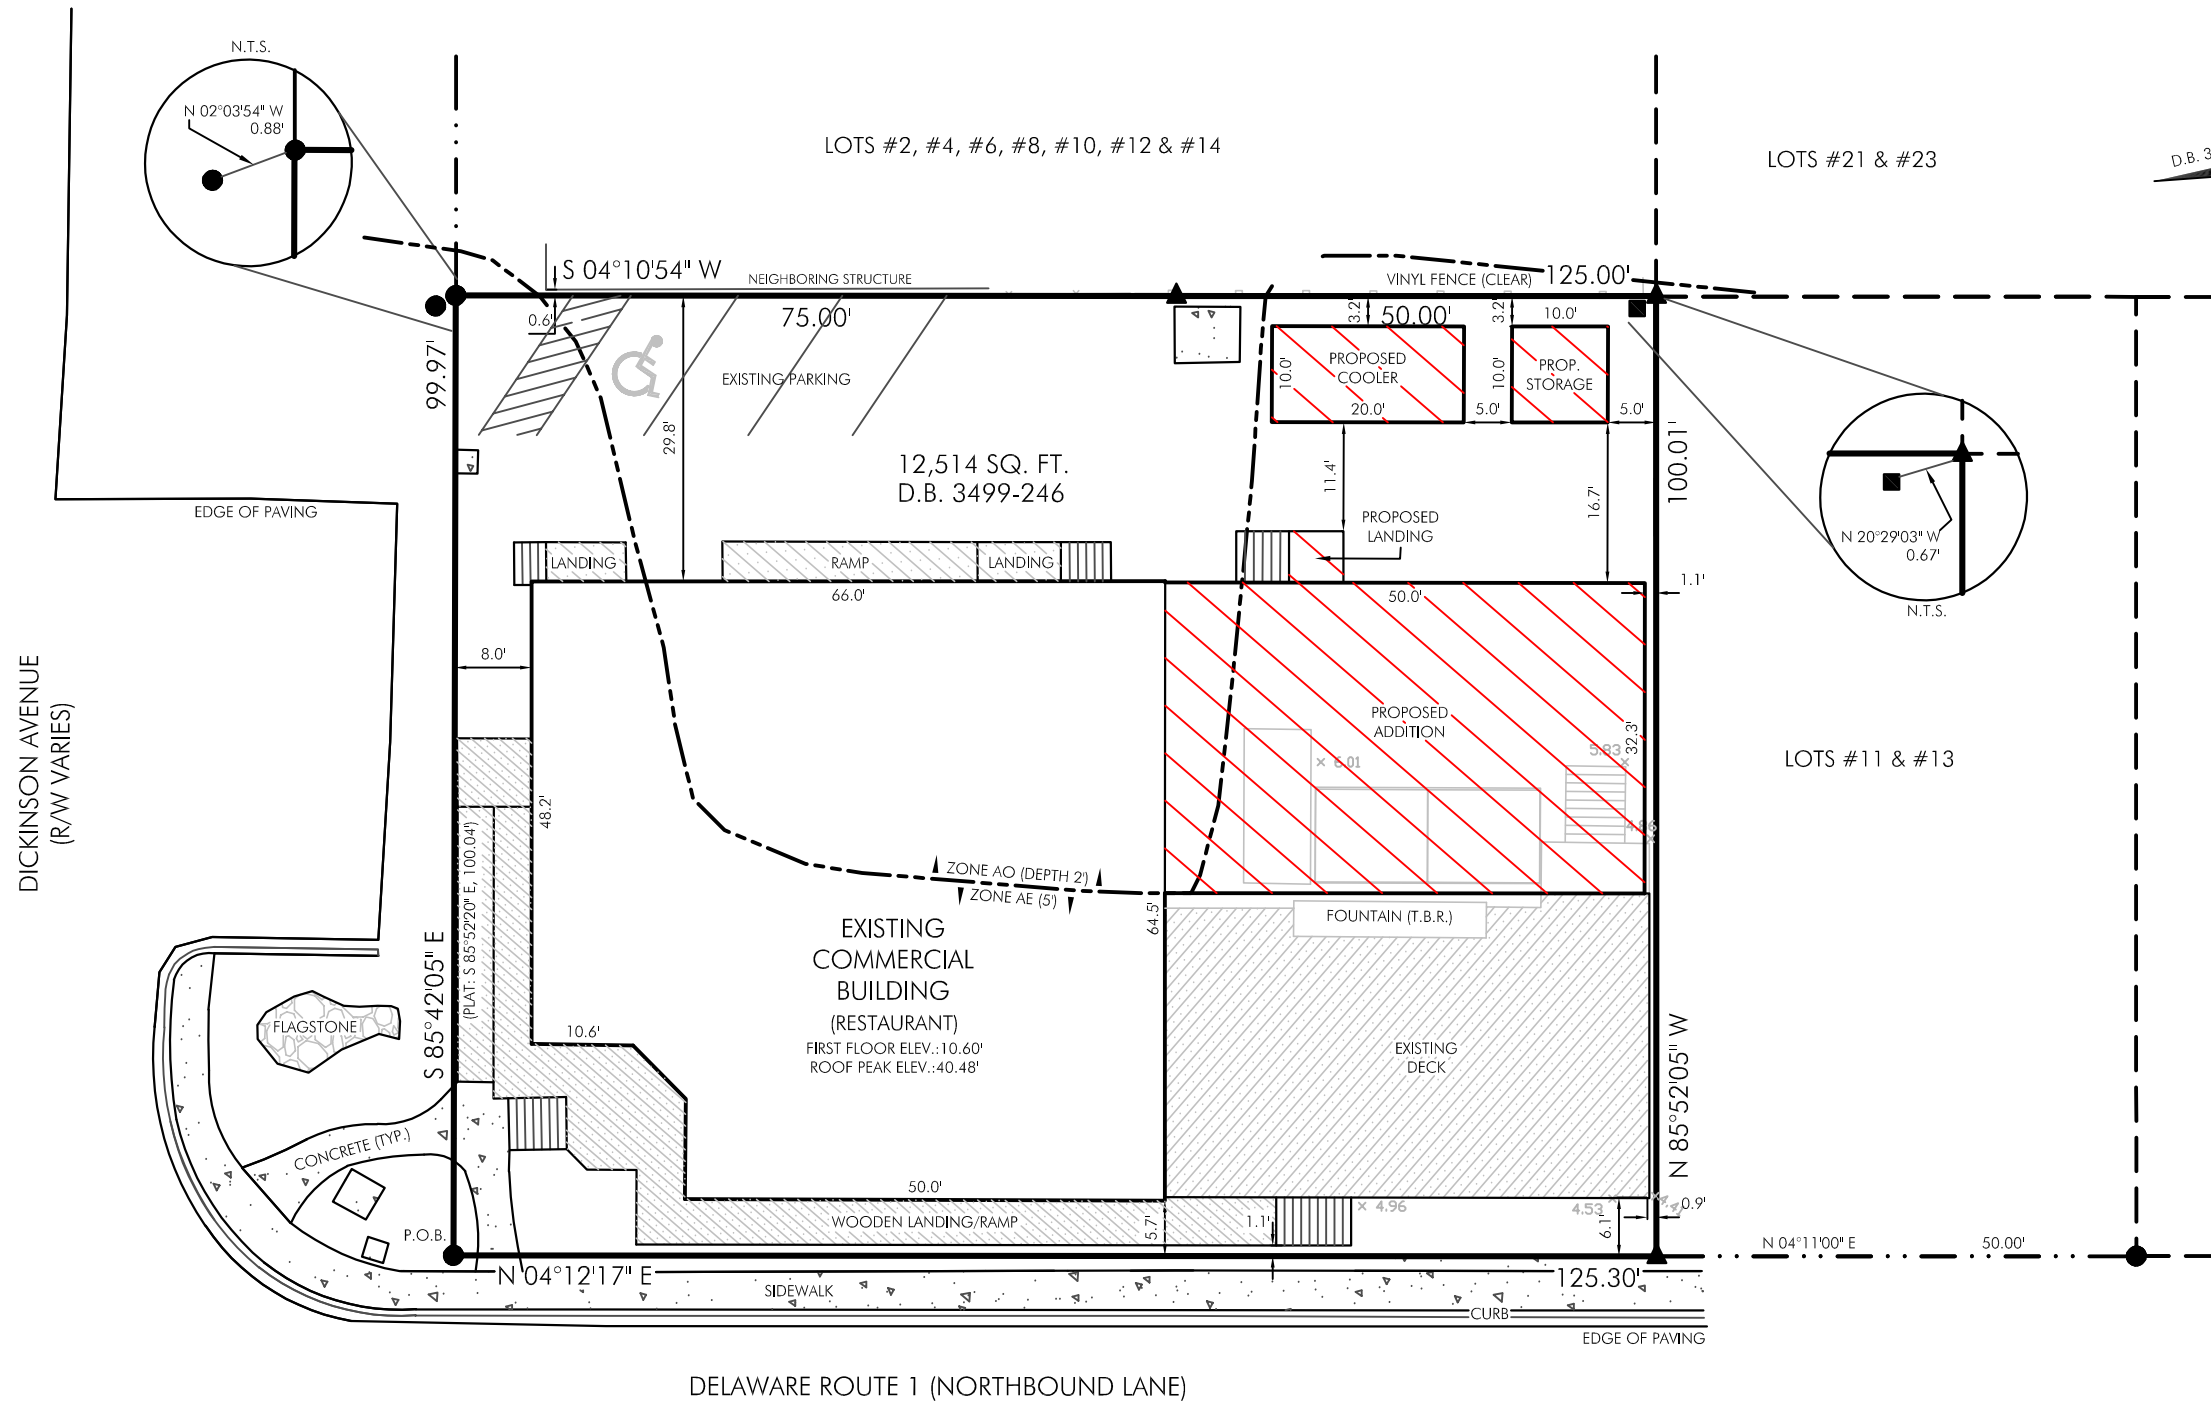 N.T.S.
N 02°03'54" W
0.88'
LOTS #2, #4, #6, #8, #10, #12 & #14
LOTS #21 & #23
D.B. 3
S 04°10'54" W
NEIGHBORING STRUCTURE
VINYL FENCE (CLEAR)
125.00'
0.6'
75.00'
3.2'
50.00'
3.2'
10.0'
99.97'
EXISTING PARKING
29.8'
10.0'
PROPOSED
COOLER
20.0'
10.0'
PROP.
STORAGE
5.0'
5.0'
12,514 SQ. FT.
D.B. 3499-246
11.4'
16.7'
100.01'
PROPOSED
LANDING
N 20°29'03" W
0.67'
N.T.S.
EDGE OF PAVING
LANDING
RAMP
LANDING
66.0'
50.0'
1.1'
8.0'
DICKINSON AVENUE
(R/W VARIES)
PROPOSED
ADDITION
32.3'
5.83
6.01
4.86
LOTS #11 & #13
48.2'
ZONE AO (DEPTH 2')
ZONE AE (5')
64.5'
FOUNTAIN (T.B.R.)
S 85°42'05" E
(PLAT: S 85°52'20" E, 100.04')
EXISTING
COMMERCIAL
BUILDING
(RESTAURANT)
FIRST FLOOR ELEV.:10.60'
ROOF PEAK ELEV.:40.48'
FLAGSTONE
10.6'
EXISTING
DECK
N 85°52'05" W
CONCRETE (TYP.)
50.0'
WOODEN LANDING/RAMP
5.7'
1.1'
4.96
4.53
4.47
6.1'
0.9'
P.O.B.
N 04°12'17" E
125.30'
N 04°11'00" E
50.00'
SIDEWALK
CURB
EDGE OF PAVING
DELAWARE ROUTE 1 (NORTHBOUND LANE)